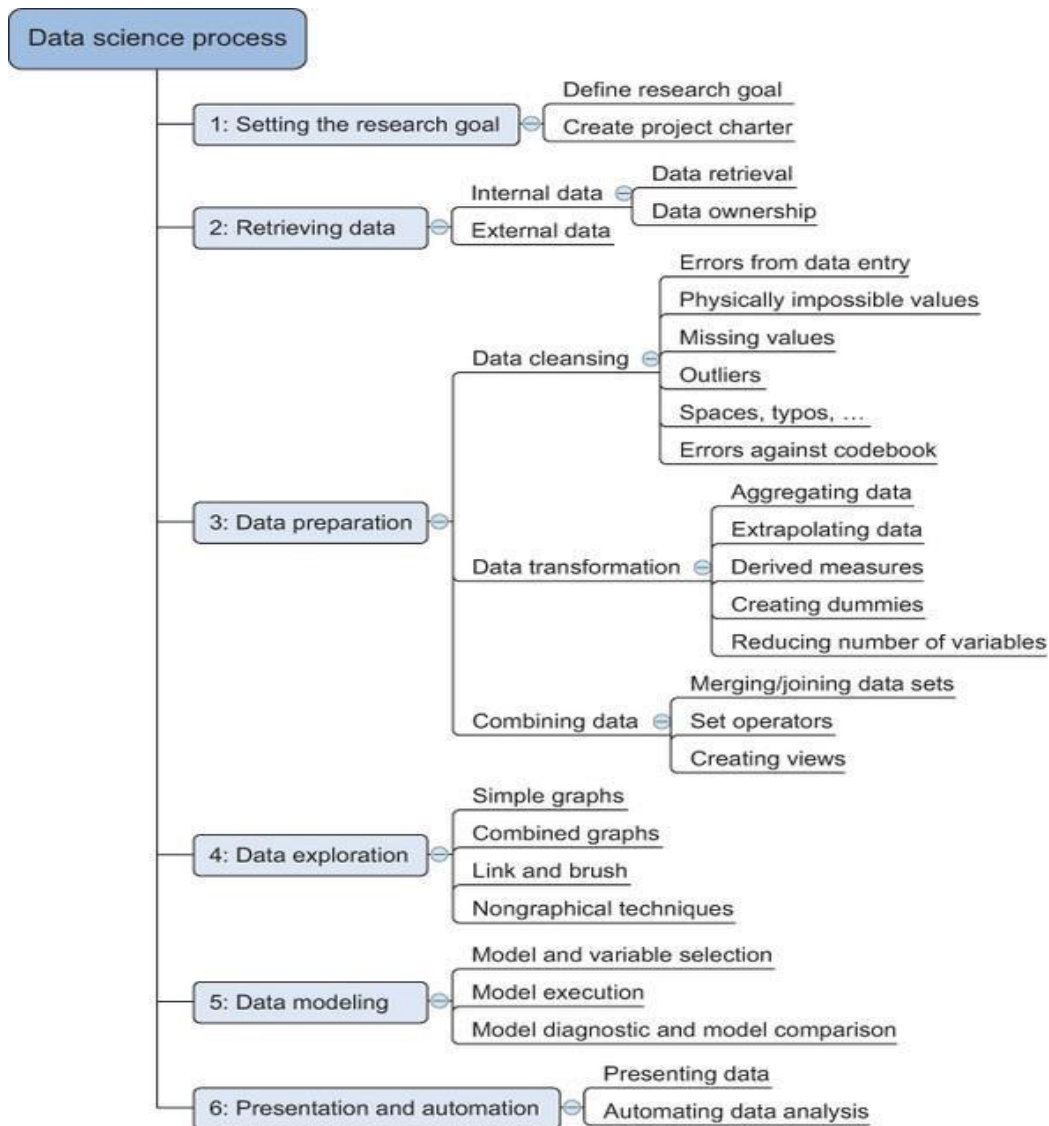 Data science process
1: Setting the research goal
Define research goal
Create project charter
2: Retrieving data
Internal data
Data retrieval
Data ownership
External data
3: Data preparation
Data cleansing
Errors from data entry
Physically impossible values
Missing values
Outliers
Spaces, typos, …
Errors against codebook
Data transformation
Aggregating data
Extrapolating data
Derived measures
Creating dummies
Reducing number of variables
Combining data
Merging/joining data sets
Set operators
Creating views
4: Data exploration
Simple graphs
Combined graphs
Link and brush
Nongraphical techniques
5: Data modeling
Model and variable selection
Model execution
Model diagnostic and model comparison
6: Presentation and automation
Presenting data
Automating data analysis